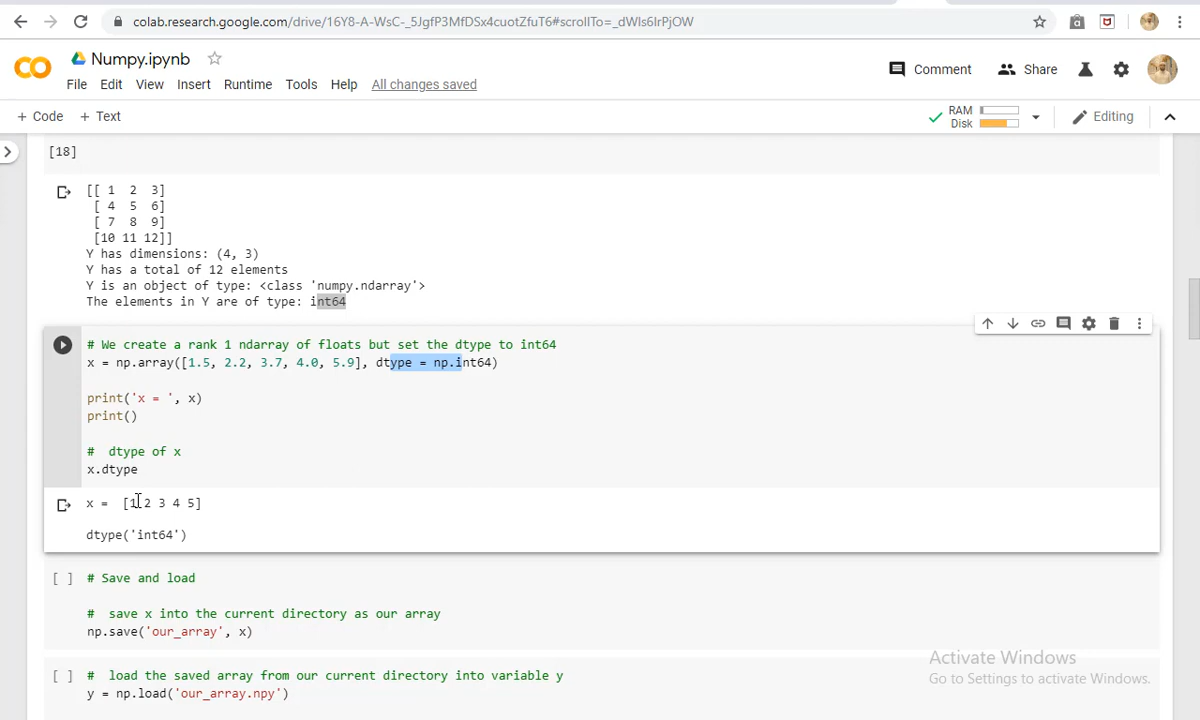 colab.research.google.com/drive/16Y8-A-WsC-_5JgfP3MfDSx4cuotZfuT6#scrollTo=_dWIs6IrPjOW
Numpy.ipynb
File Edit View Insert Runtime Tools Help All changes saved
Comment Share
+ Code + Text
RAM
Disk
Editing
[18]
[[ 1 2 3]
[ 4 5 6]
[ 7 8 9]
[10 11 12]]
Y has dimensions: (4, 3)
Y has a total of 12 elements
Y is an object of type: <class 'numpy.ndarray'>
The elements in Y are of type: int64
# We create a rank 1 ndarray of floats but set the dtype to int64
x = np.array([1.5, 2.2, 3.7, 4.0, 5.9], dtype = np.int64)
print('x = ', x)
print()
# dtype of x
x.dtype
x = [1 2 3 4 5]
dtype('int64')
[ ] # Save and load
# save x into the current directory as our array
np.save('our_array', x)
[ ] # load the saved array from our current directory into variable y
y = np.load('our_array.npy')
Activate Windows
Go to Settings to activate Windows.